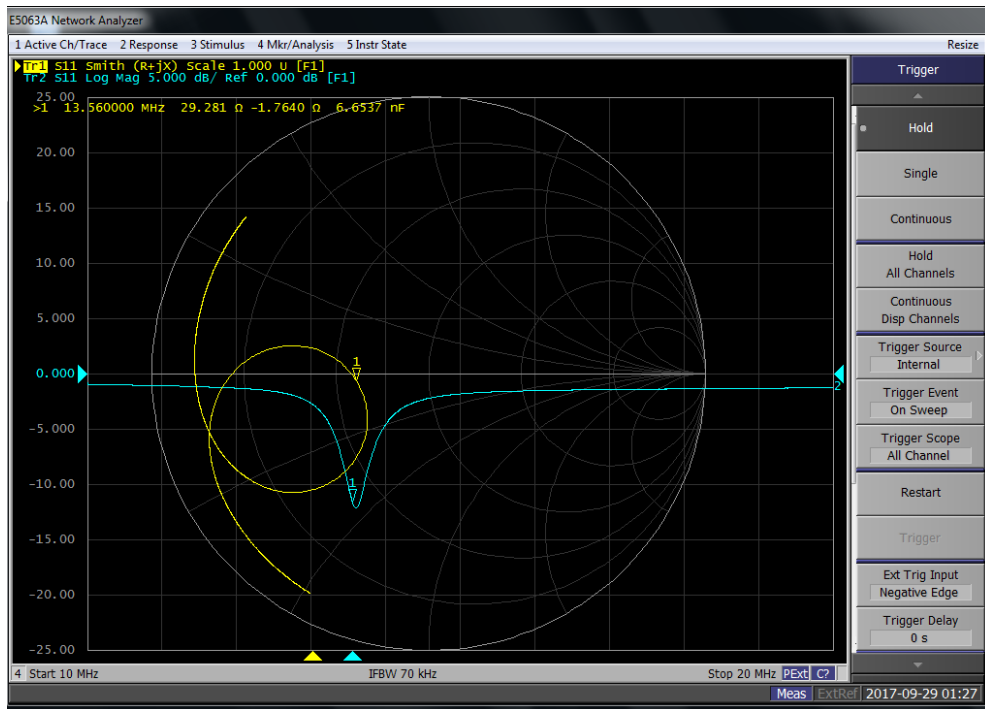 E5063A Network Analyzer
1 Active Ch/Trace 2 Response 3 Stimulus 4 Mkr/Analysis 5 Instr State Resize
Tr1 S11 Smith (R+jX) Scale 1.000 U [F1]
Tr2 S11 Log Mag 5.000 dB/ Ref 0.000 dB [F1]
>1 13.560000 MHz 29.281 Ω -1.7640 Ω 6.6537 nF
25.00
20.00
15.00
10.00
5.000
0.000
-5.000
-10.00
-15.00
-20.00
-25.00
1
1
2
Trigger
Hold
Single
Continuous
Hold
All Channels
Continuous
Disp Channels
Trigger Source
Internal
Trigger Event
On Sweep
Trigger Scope
All Channel
Restart
Trigger
Ext Trig Input
Negative Edge
Trigger Delay
0 s
4 Start 10 MHz IFBW 70 kHz Stop 20 MHz PExt C?
Meas ExtRef 2017-09-29 01:27